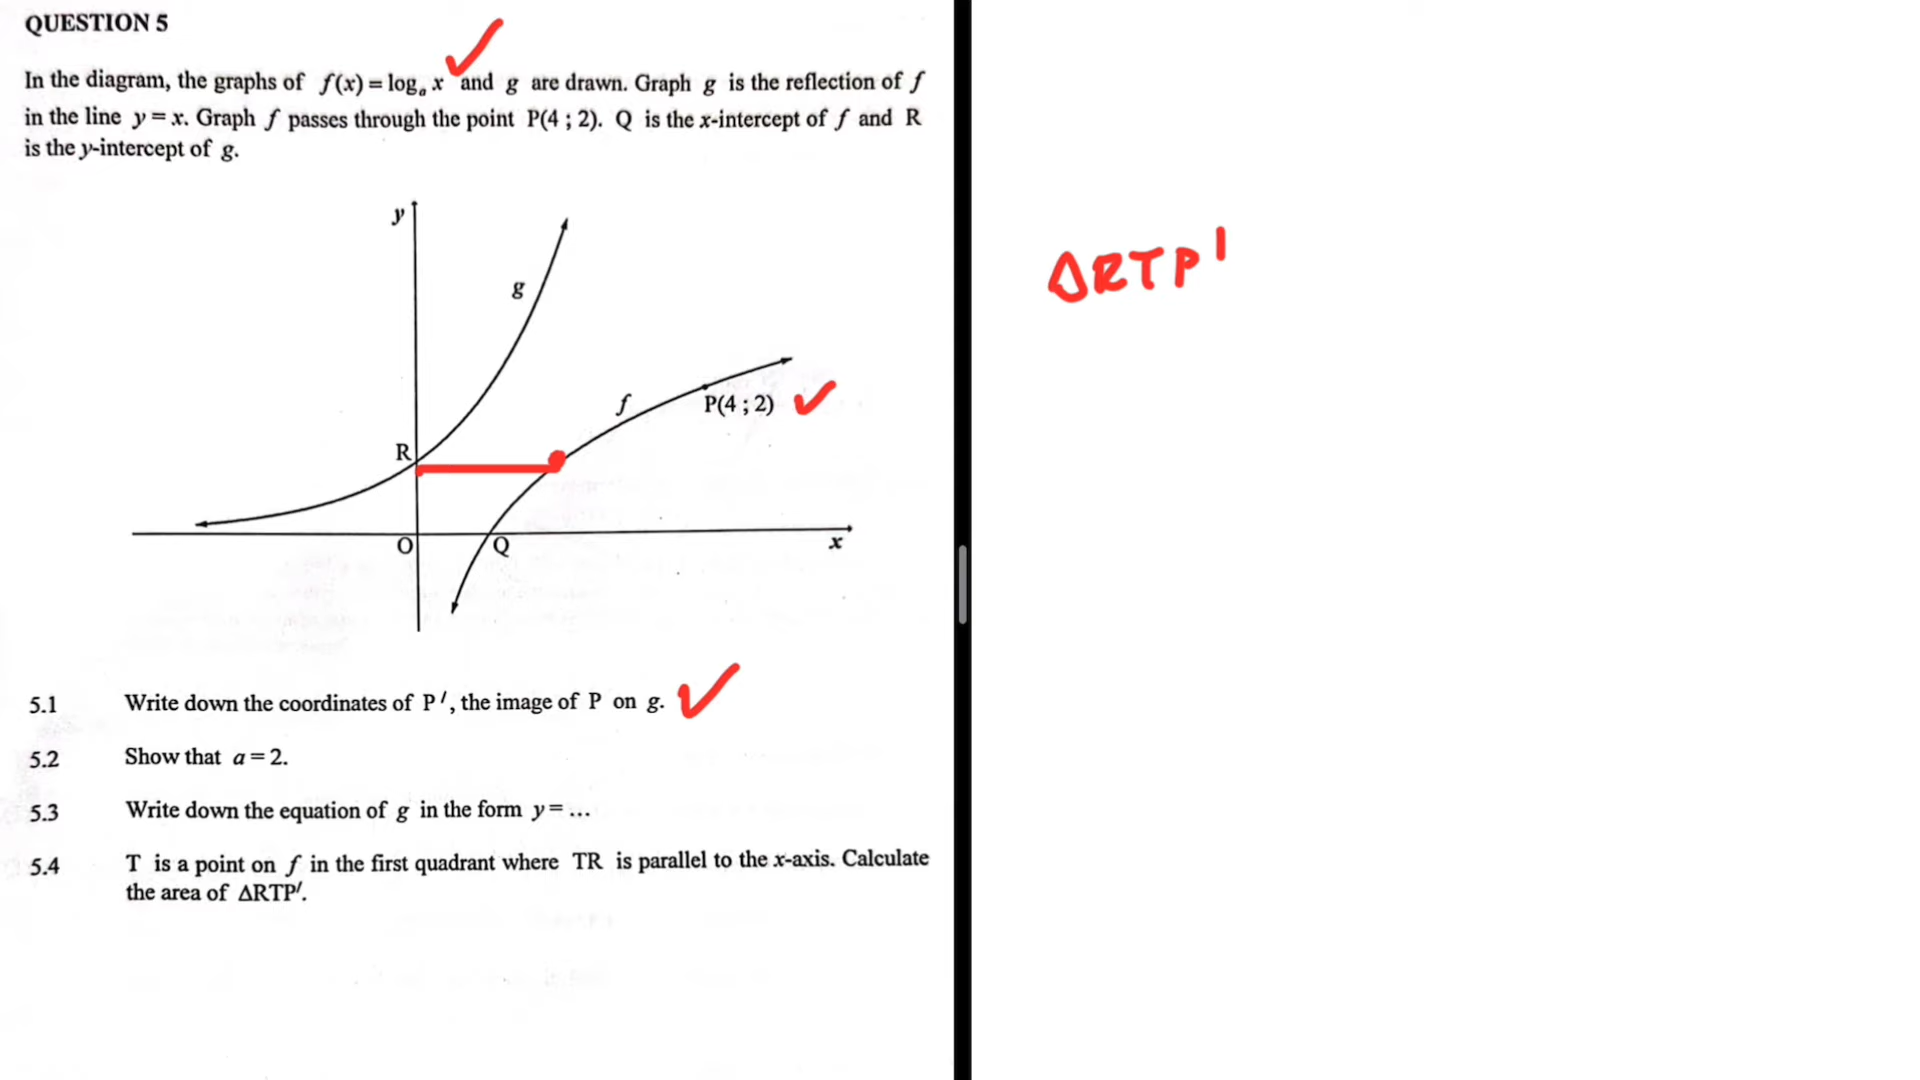 QUESTION 5
In the diagram, the graphs of f(x) = logₐ x and g are drawn. Graph g is the reflection of f
in the line y = x. Graph f passes through the point P(4 ; 2). Q is the x-intercept of f and R
is the y-intercept of g.
y
g
f
P(4 ; 2)
R
O
Q
x
ΔRTP'
5.1 Write down the coordinates of P′, the image of P on g.
5.2 Show that a = 2.
5.3 Write down the equation of g in the form y = ...
5.4 T is a point on f in the first quadrant where TR is parallel to the x-axis. Calculate
the area of ΔRTP′.